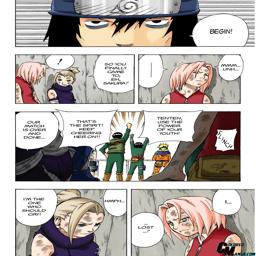 BEGIN!
MMM...
UNH...
SO YOU
FINALLY
CAME
TO,
EH,
SAKURA?
TENTEN,
USE THE
POWER OF
YOUR YOUTH!
THAT'S
THE SPIRIT!
KEEP
CHEERING
HER ON!!
OUR
MATCH
IS OVER
AND
DONE...
I...
...LOST
...
HMPH...
I'M THE
ONE WHO
SHOULD
CRY!